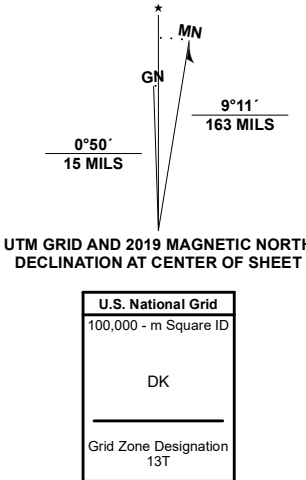 ★
MN
GN
9°11´
163 MILS
0°50´
15 MILS
UTM GRID AND 2019 MAGNETIC NORTH
DECLINATION AT CENTER OF SHEET
U.S. National Grid
100,000 - m Square ID
DK
Grid Zone Designation
13T